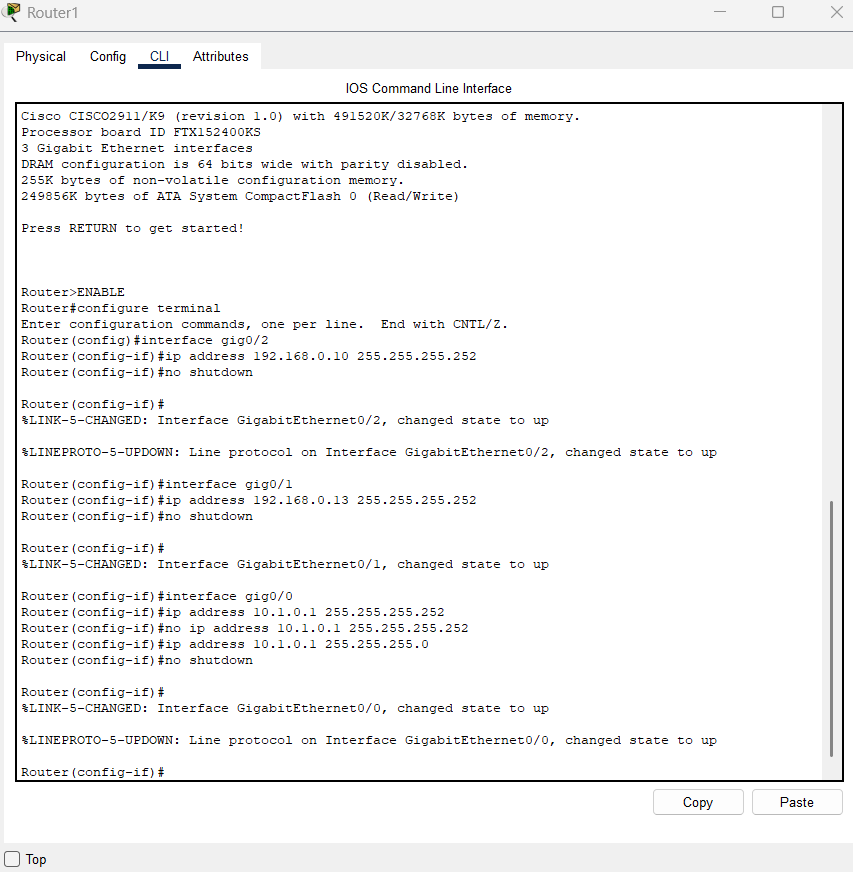 Router1
Physical Config CLI Attributes
IOS Command Line Interface
Cisco CISCO2911/K9 (revision 1.0) with 491520K/32768K bytes of memory.
Processor board ID FTX152400KS
3 Gigabit Ethernet interfaces
DRAM configuration is 64 bits wide with parity disabled.
255K bytes of non-volatile configuration memory.
249856K bytes of ATA System CompactFlash 0 (Read/Write)
Press RETURN to get started!
Router>ENABLE
Router#configure terminal
Enter configuration commands, one per line.  End with CNTL/Z.
Router(config)#interface gig0/2
Router(config-if)#ip address 192.168.0.10 255.255.255.252
Router(config-if)#no shutdown
Router(config-if)#
%LINK-5-CHANGED: Interface GigabitEthernet0/2, changed state to up
%LINEPROTO-5-UPDOWN: Line protocol on Interface GigabitEthernet0/2, changed state to up
Router(config-if)#interface gig0/1
Router(config-if)#ip address 192.168.0.13 255.255.255.252
Router(config-if)#no shutdown
Router(config-if)#
%LINK-5-CHANGED: Interface GigabitEthernet0/1, changed state to up
Router(config-if)#interface gig0/0
Router(config-if)#ip address 10.1.0.1 255.255.255.252
Router(config-if)#no ip address 10.1.0.1 255.255.255.252
Router(config-if)#ip address 10.1.0.1 255.255.255.0
Router(config-if)#no shutdown
Router(config-if)#
%LINK-5-CHANGED: Interface GigabitEthernet0/0, changed state to up
%LINEPROTO-5-UPDOWN: Line protocol on Interface GigabitEthernet0/0, changed state to up
Router(config-if)#
Copy Paste
Top